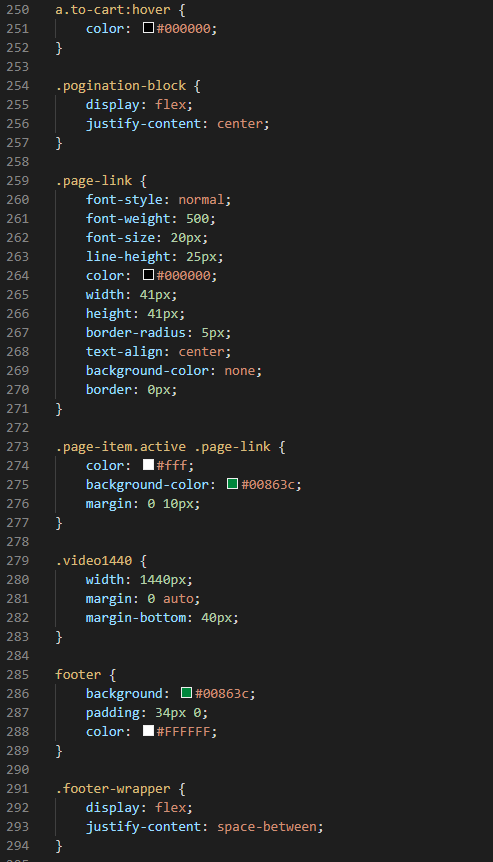 250 a.to-cart:hover {
251     color: #000000;
252 }
253
254 .pogination-block {
255     display: flex;
256     justify-content: center;
257 }
258
259 .page-link {
260     font-style: normal;
261     font-weight: 500;
262     font-size: 20px;
263     line-height: 25px;
264     color: #000000;
265     width: 41px;
266     height: 41px;
267     border-radius: 5px;
268     text-align: center;
269     background-color: none;
270     border: 0px;
271 }
272
273 .page-item.active .page-link {
274     color: #fff;
275     background-color: #00863c;
276     margin: 0 10px;
277 }
278
279 .video1440 {
280     width: 1440px;
281     margin: 0 auto;
282     margin-bottom: 40px;
283 }
284
285 footer {
286     background: #00863c;
287     padding: 34px 0;
288     color: #FFFFFF;
289 }
290
291 .footer-wrapper {
292     display: flex;
293     justify-content: space-between;
294 }